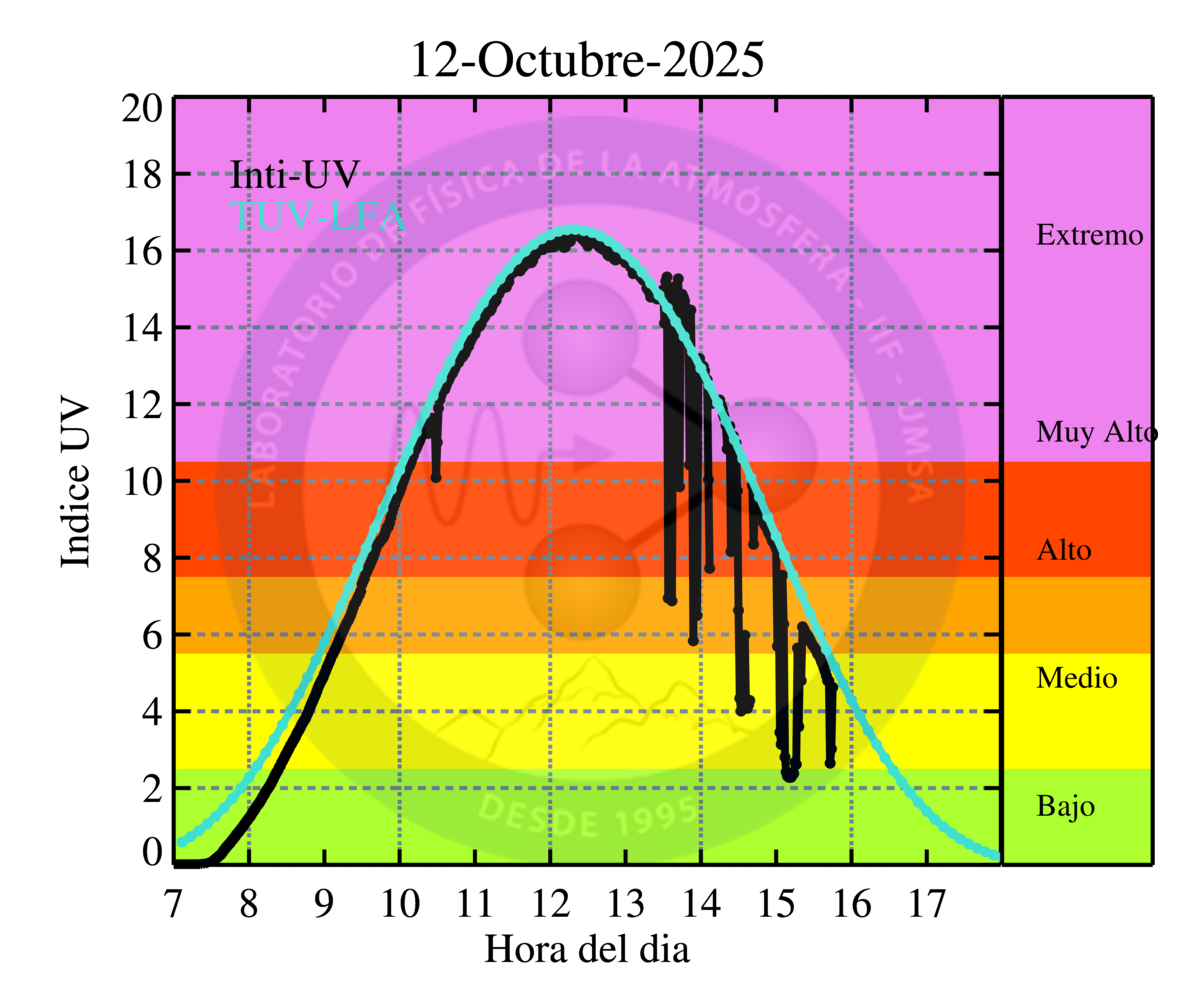 12-Octubre-2025
20
18
16
14
12
10
8
6
4
2
0
Indice UV
Inti-UV
TUV-LFA
LABORATORIO DE FÍSICA DE LA ATMÓSFERA - IIF - UMSA
DESDE 1995
Extremo
Muy Alto
Alto
Medio
Bajo
7 8 9 10 11 12 13 14 15 16 17
Hora del dia